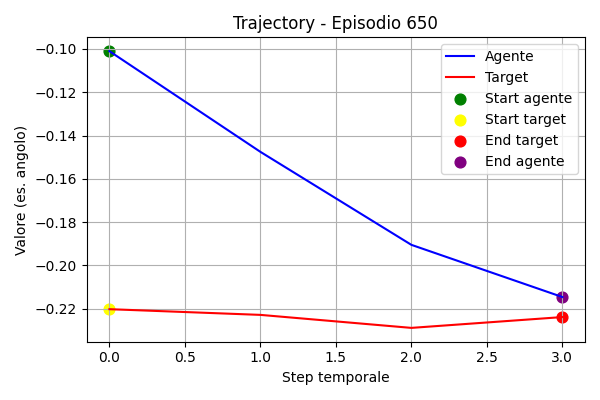 Trajectory - Episodio 650
Agente
Target
Start agente
Start target
End target
End agente
Valore (es. angolo)
−0.10
−0.12
−0.14
−0.16
−0.18
−0.20
−0.22
0.0 0.5 1.0 1.5 2.0 2.5 3.0
Step temporale